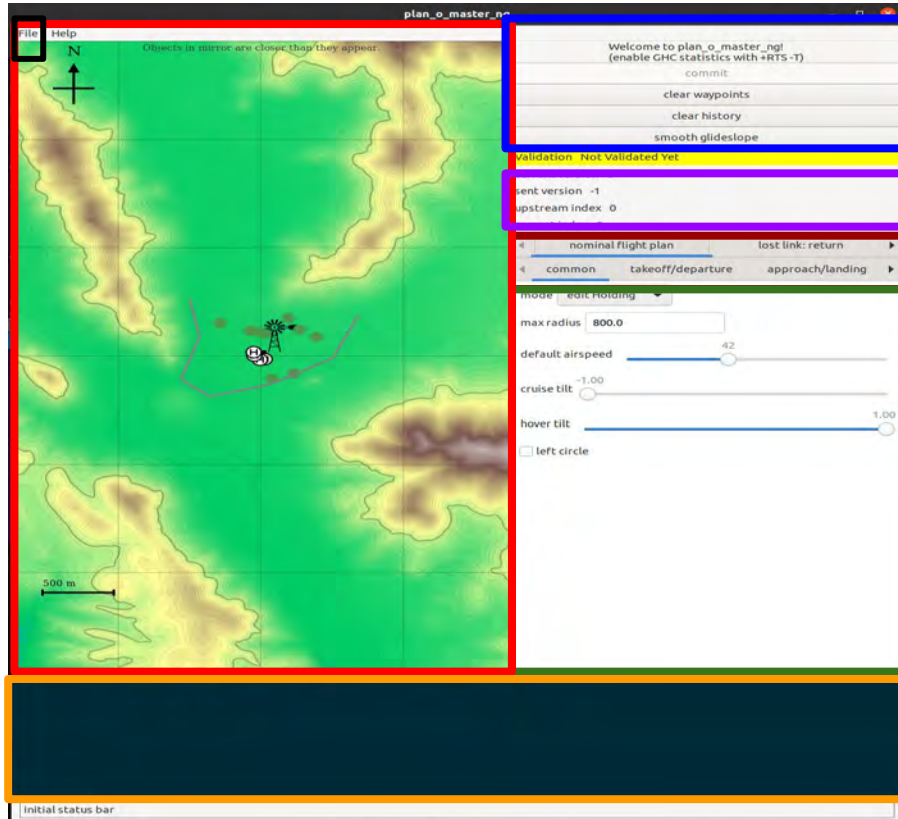 plan_o_master_ng
File Help
N
Objects in mirror are closer than they appear.
500 m
Welcome to plan_o_master_ng!
(enable GHC statistics with +RTS -T)
commit
clear waypoints
clear history
smooth glideslope
Validation Not Validated Yet
sent version -1
upstream index 0
nominal flight plan lost link: return
common takeoff/departure approach/landing
mode edit Holding
max radius 800.0
default airspeed 42
cruise tilt -1.00
hover tilt 1.00
left circle
initial status bar